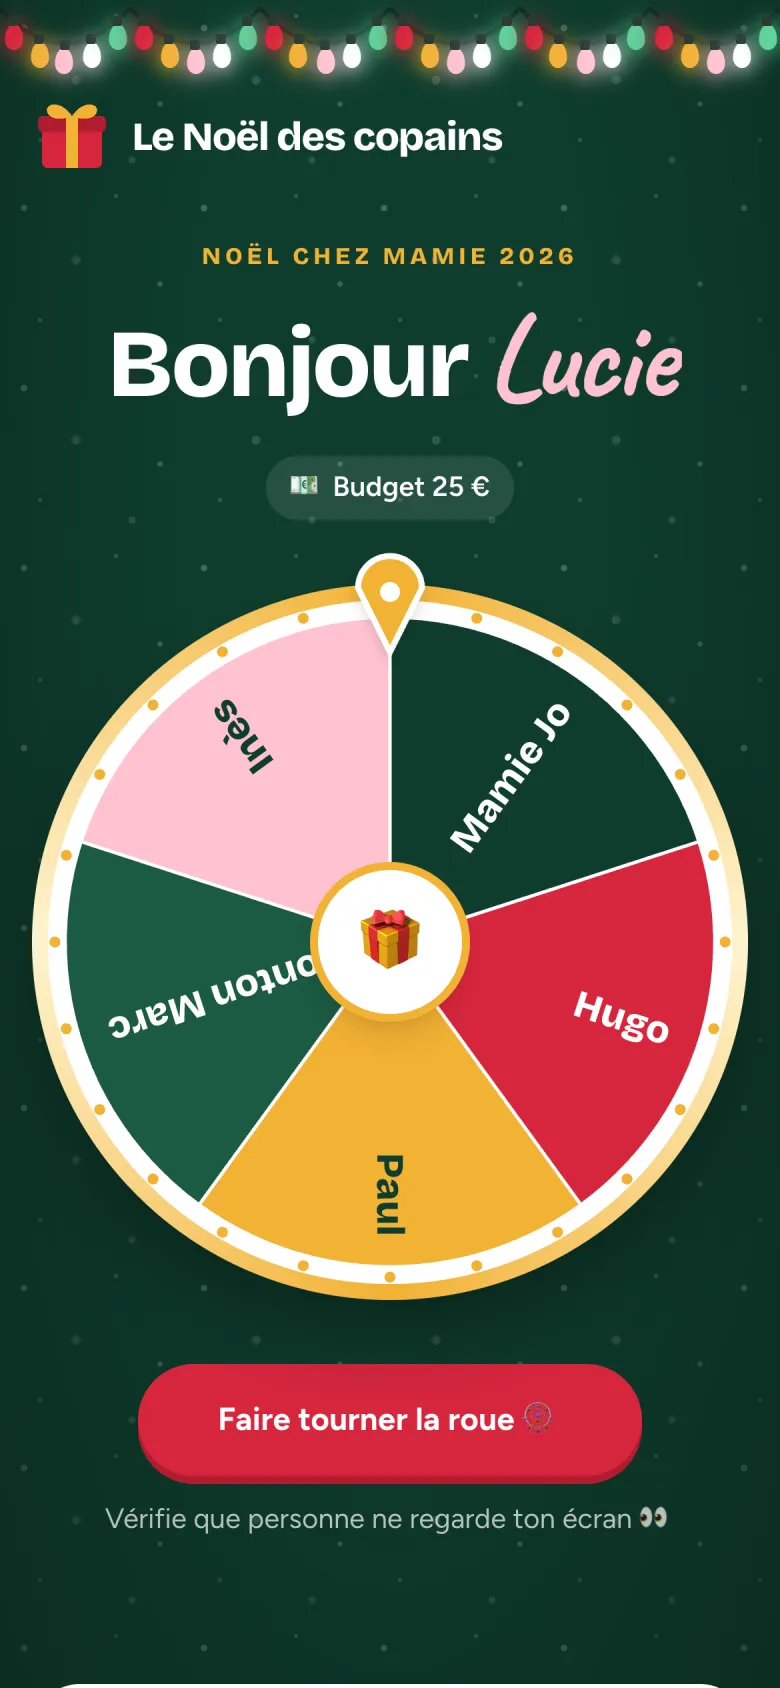 Le Noël des copains
NOËL CHEZ MAMIE 2026
Bonjour Lucie
Budget 25 €
Inès
Mamie Jo
onton Marc
Hugo
Paul
Faire tourner la roue
Vérifie que personne ne regarde ton écran